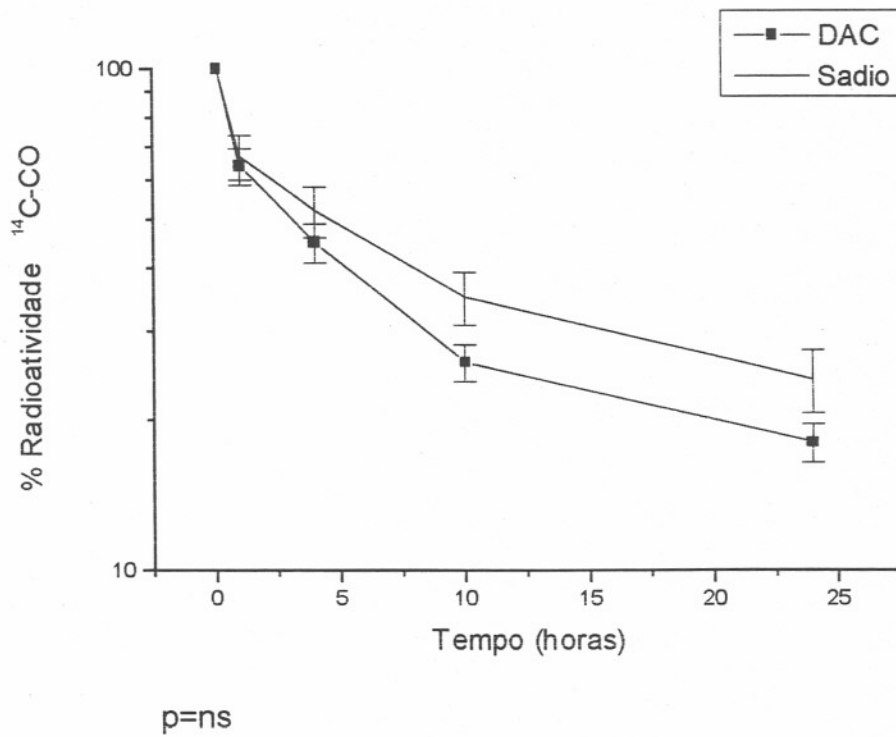 DAC
Sadio
100
10
% Radioatividade ¹⁴C-CO
0 5 10 15 20 25
Tempo (horas)
p=ns